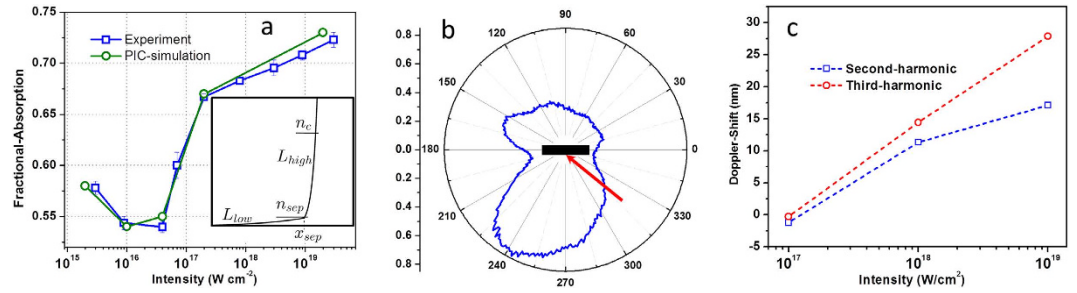 a
Experiment
PIC-simulation
Fractional-Absorption
0.70
0.65
0.60
0.55
n_c
L_high
n_sep
L_low
x_sep
10^15 10^16 10^17 10^18 10^19
Intensity (W cm^-2)
b
0.8
0.6
0.4
0.2
0.0
0.2
0.4
0.6
0.8
90
120 60
150 30
180 0
210 330
240 300
270
c
Second-harmonic
Third-harmonic
Doppler-Shift (nm)
35
30
25
20
15
10
5
0
-5
10^17 10^18 10^19
Intensity (W/cm²)